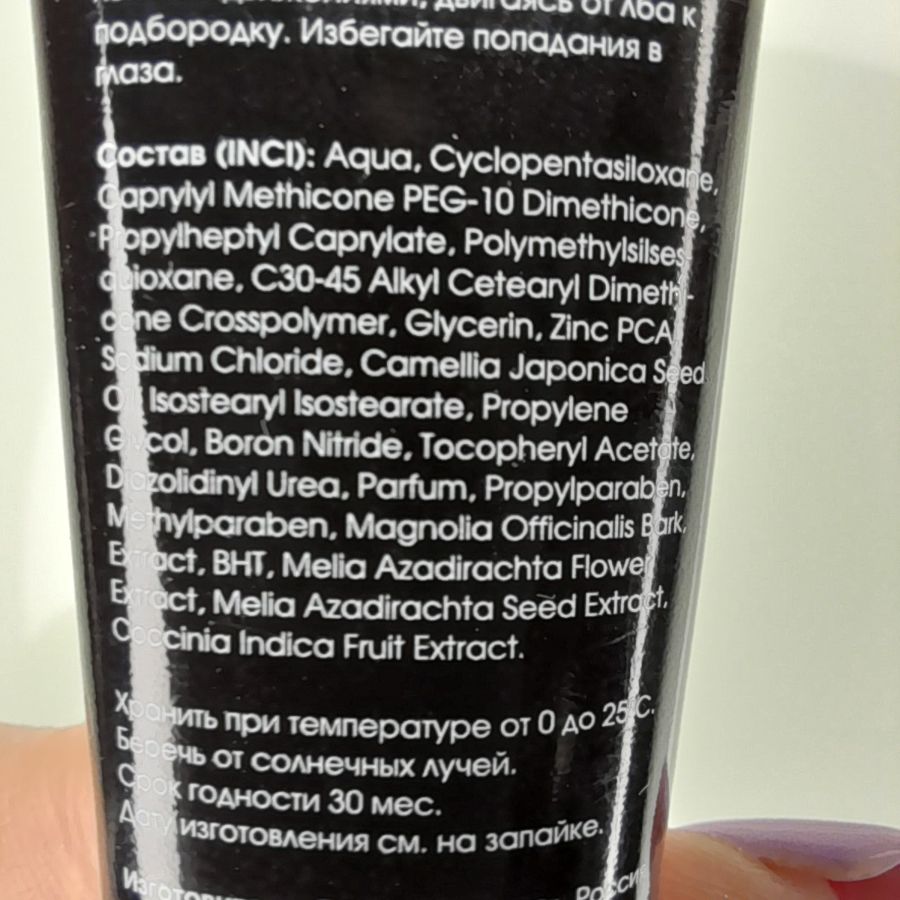 двигаясь от лба к
подбородку. Избегайте попадания в
глаза.
Состав (INCI): Aqua, Cyclopentasiloxane,
Caprylyl Methicone PEG-10 Dimethicone,
Propylheptyl Caprylate, Polymethylsilses-
quioxane, C30-45 Alkyl Cetearyl Dimethi-
cone Crosspolymer, Glycerin, Zinc PCA,
Sodium Chloride, Camellia Japonica Seed
Oil Isostearyl Isostearate, Propylene
Glycol, Boron Nitride, Tocopheryl Acetate,
Diazolidinyl Urea, Parfum, Propylparaben,
Methylparaben, Magnolia Officinalis Bark,
Extract, BHT, Melia Azadirachta Flower
Extract, Melia Azadirachta Seed Extract,
Coccinia Indica Fruit Extract.
Хранить при температуре от 0 до 25°C.
Беречь от солнечных лучей.
Срок годности 30 мес.
Дату изготовления см. на запайке.